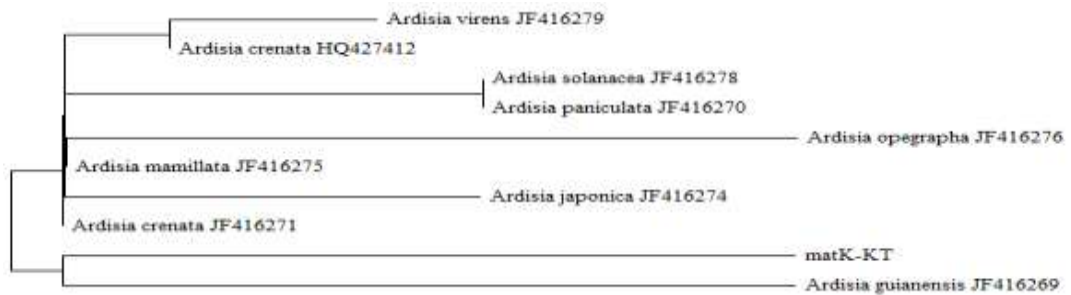 Ardisia virens JF416279
Ardisia crenata HQ427412
Ardisia solanacea JF416278
Ardisia paniculata JF416270
Ardisia opegrapha JF416276
Ardisia mamillata JF416275
Ardisia japonica JF416274
Ardisia crenata JF416271
matK-KT
Ardisia guianensis JF416269